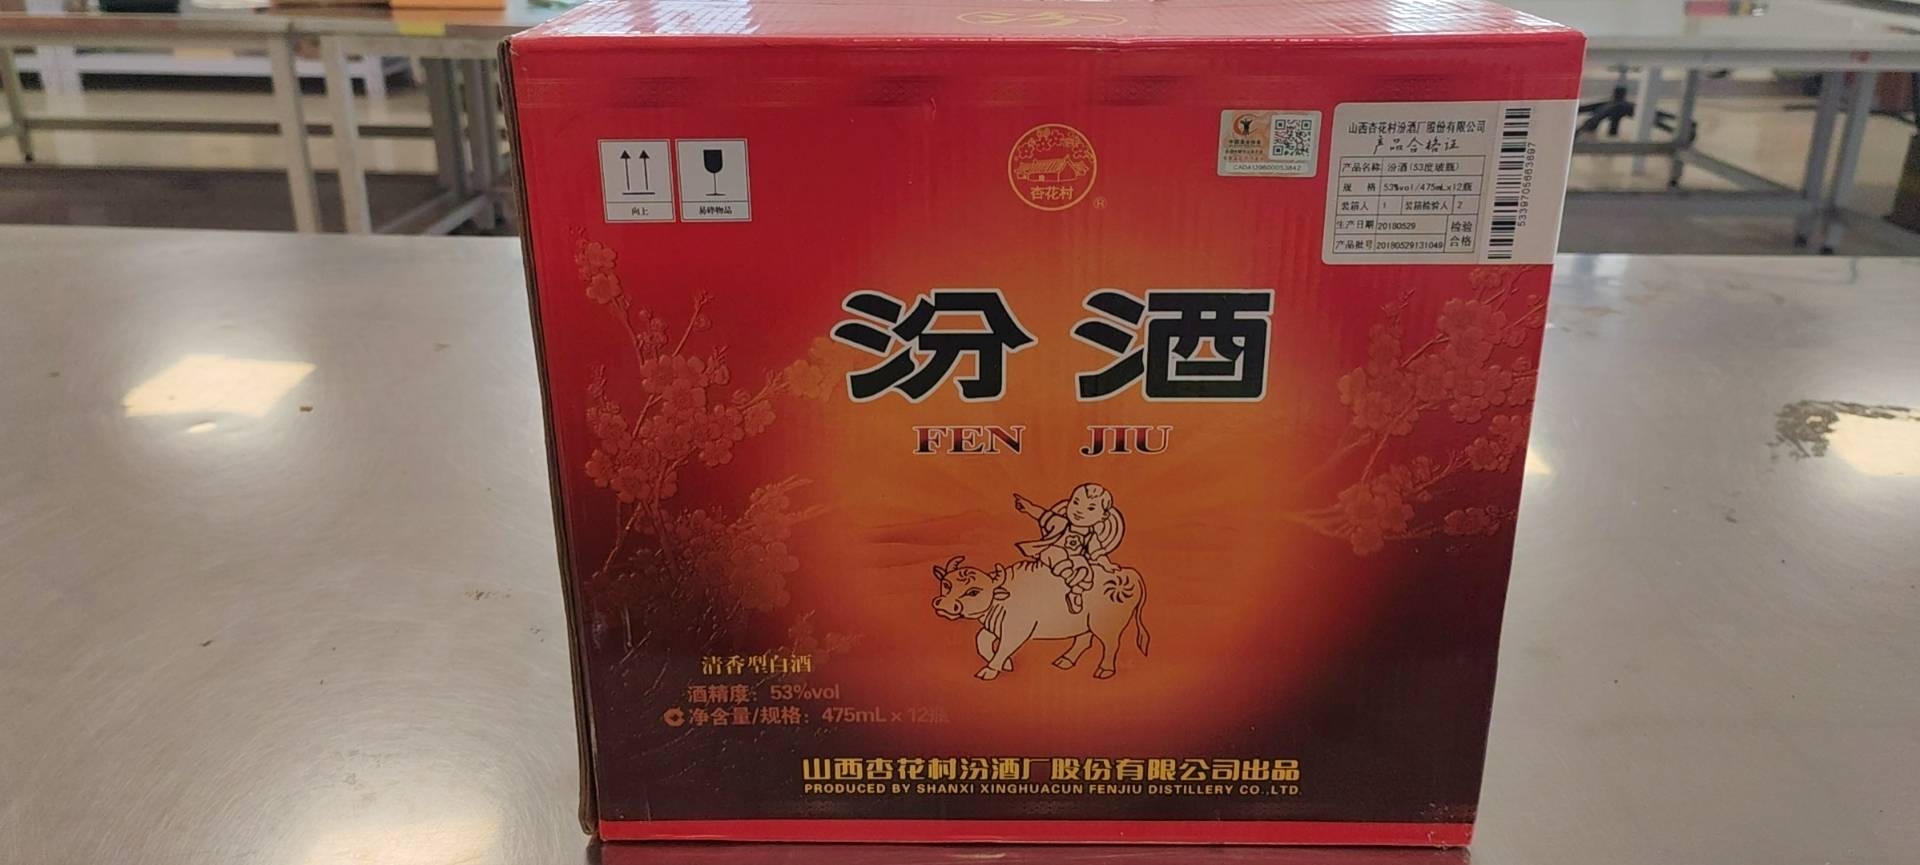 向上
易碎物品
杏花村
®
CADA129600053842
山西杏花村汾酒厂股份有限公司
产品合格证
产品名称 汾酒(53度玻瓶)
规 格 53%vol/475mL×12瓶
装箱人 1 装箱检验人 2
生产日期 20180529
产品批号 20180529131049
检验
合格
533970566389７
汾酒
FEN JIU
清香型白酒
酒精度：53%vol
净含量/规格：475mL×12瓶
山西杏花村汾酒厂股份有限公司出品
PRODUCED BY SHANXI XINGHUACUN FENJIU DISTILLERY CO.,LTD.